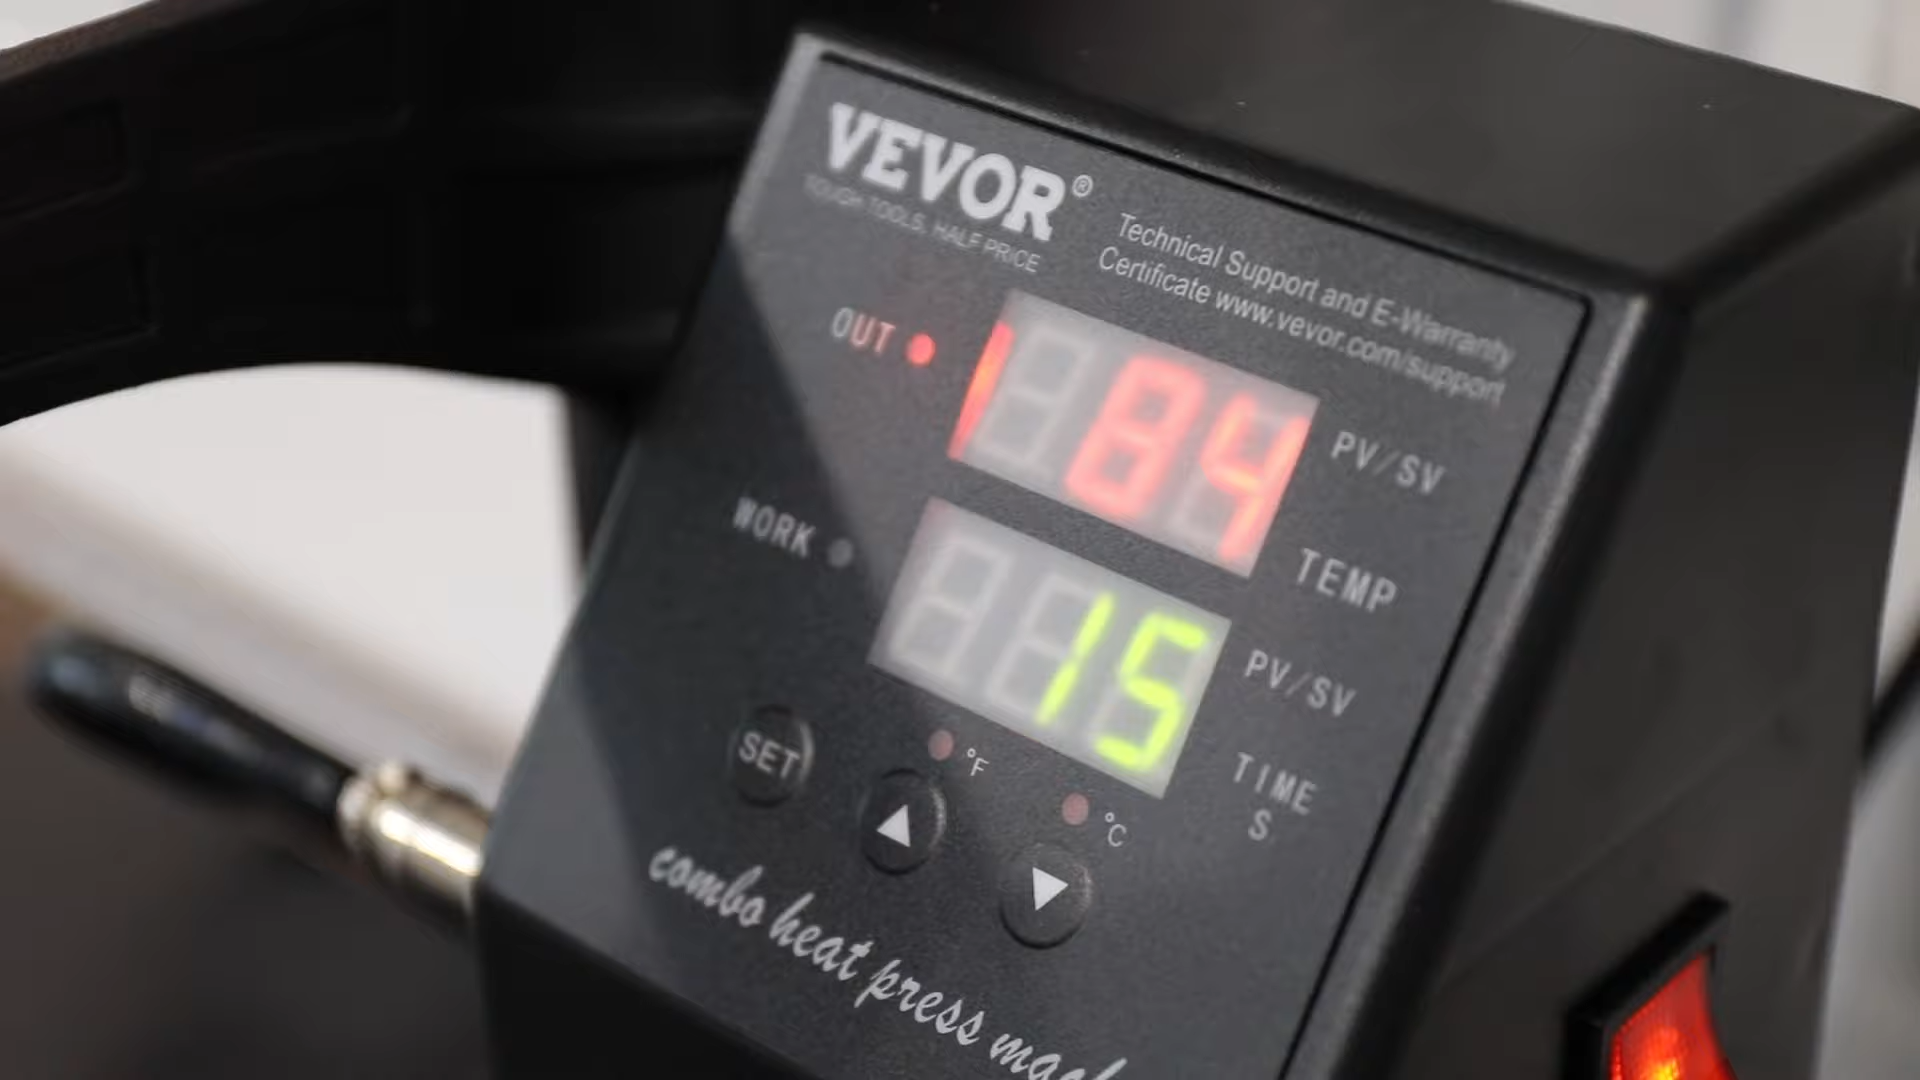 VEVOR®
TOUGH TOOLS, HALF PRICE
Technical Support and E-Warranty
Certificate www.vevor.com/support
OUT
184
PV/SV
TEMP
WORK
15
PV/SV
TIME
S
SET
°F
°C
▲
▼
combo heat press mach